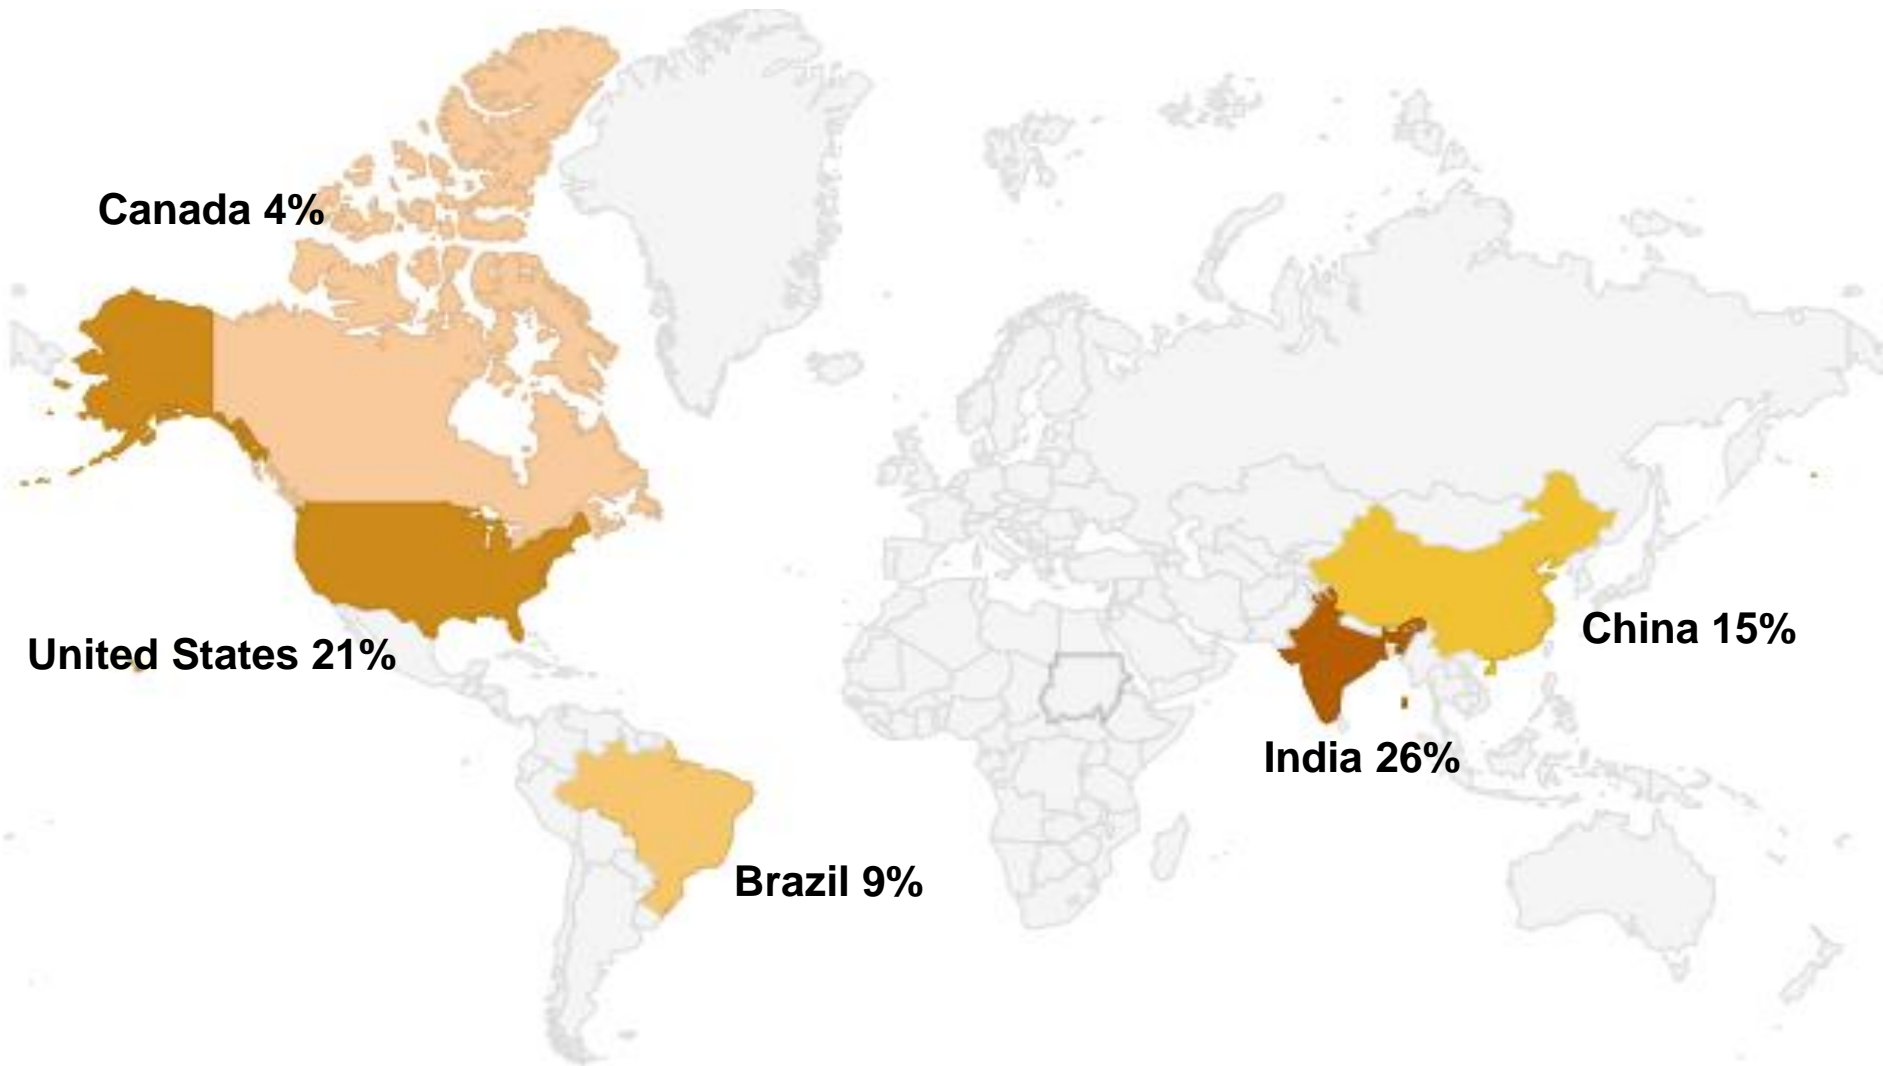 Canada 4%
United States 21%
China 15%
India 26%
Brazil 9%